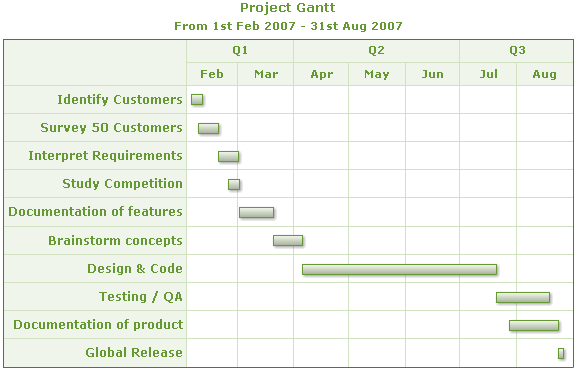 Project Gantt
From 1st Feb 2007 - 31st Aug 2007
Q1 Q2 Q3
Feb Mar Apr May Jun Jul Aug
Identify Customers
Survey 50 Customers
Interpret Requirements
Study Competition
Documentation of features
Brainstorm concepts
Design & Code
Testing / QA
Documentation of product
Global Release